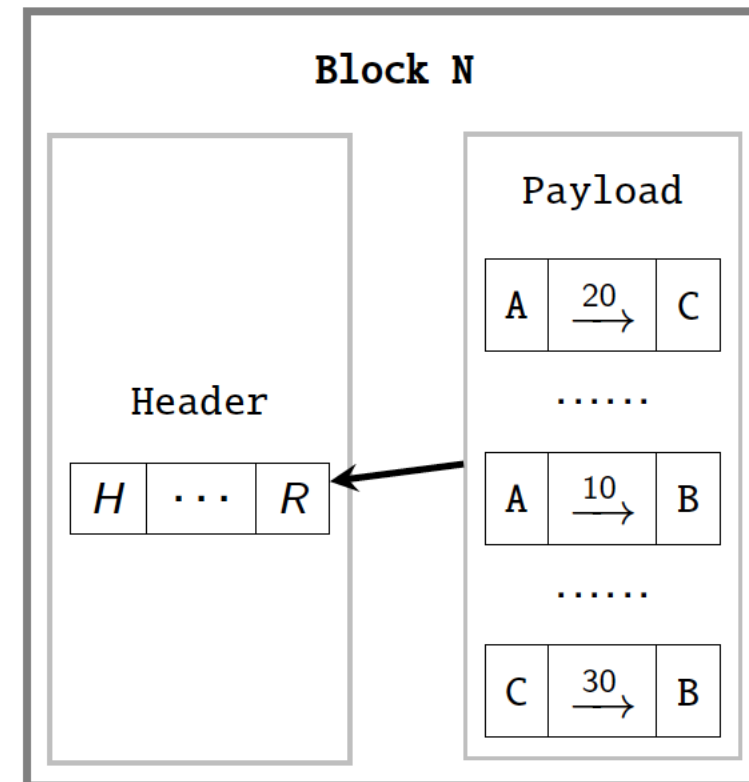 Block N
Header
H ··· R
Payload
A 20→ C
······
A 10→ B
······
C 30→ B